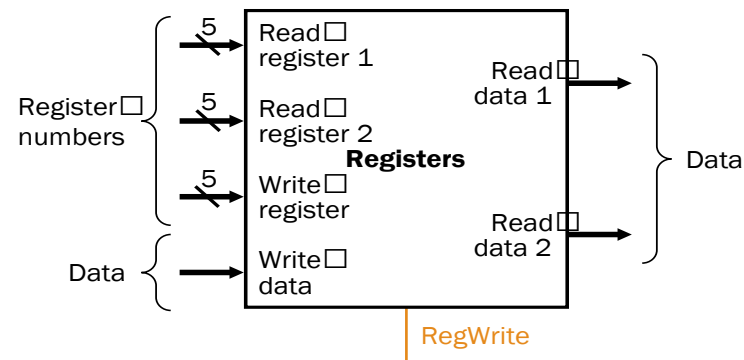 5
Read□
register 1
5
Read□
register 2
5
Write□
register
Write□
data
Register□
numbers
Data
Registers
Read□
data 1
Read□
data 2
Data
RegWrite